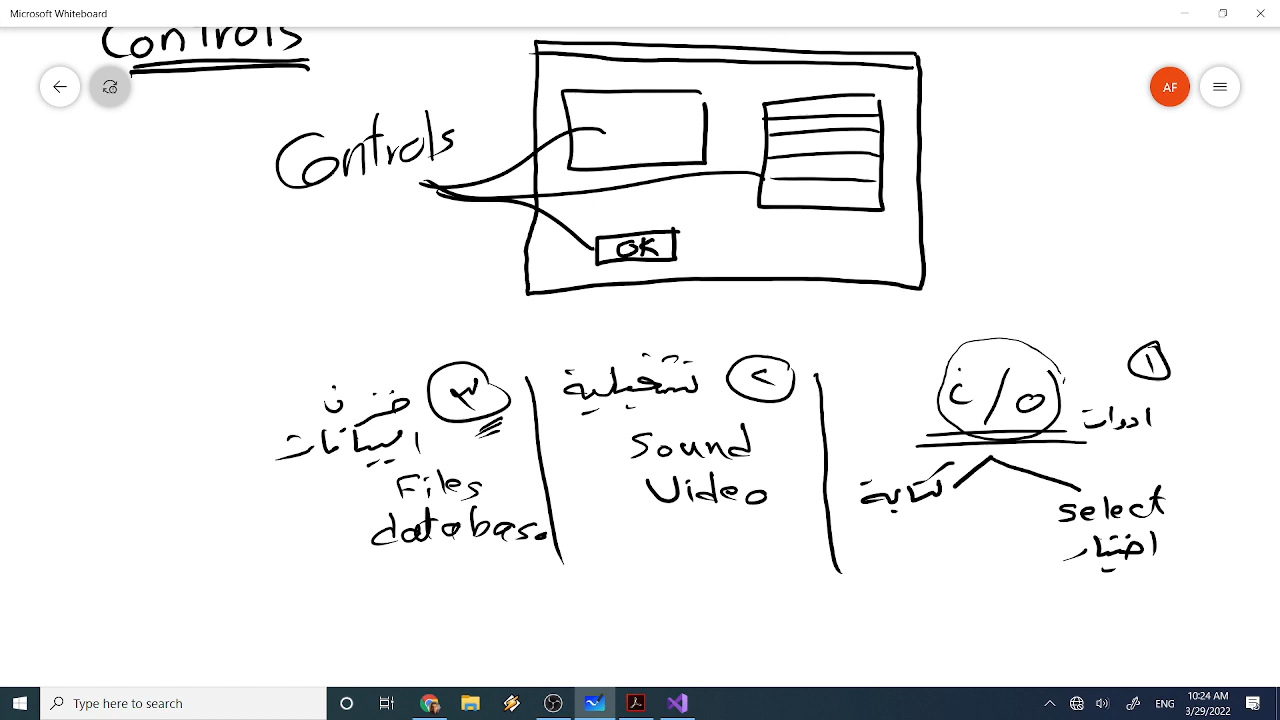 Microsoft Whiteboard
Controls
AF
Controls
OK
١
ادوات
i/o
كتابة
select
اختيار
٢
تشغيلية
Sound
Video
٣
خزن
البيانات
Files
database
Type here to search
ENG
10:24 AM
3/29/2022